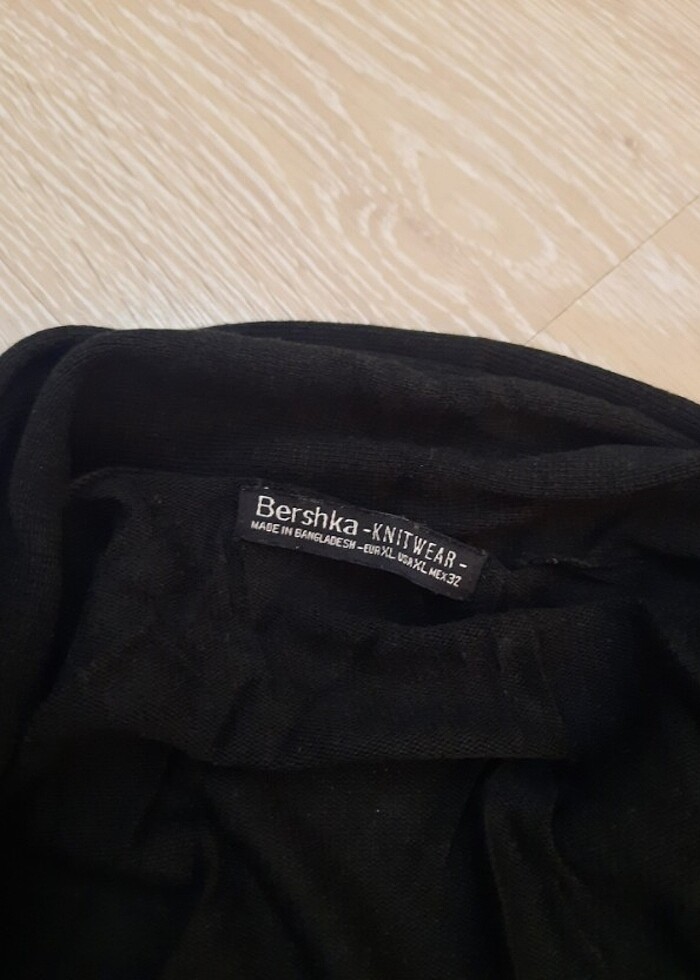 Bershka -KNITWEAR-
MADE IN BANGLADESH -EUR XL USA XL MEX 32